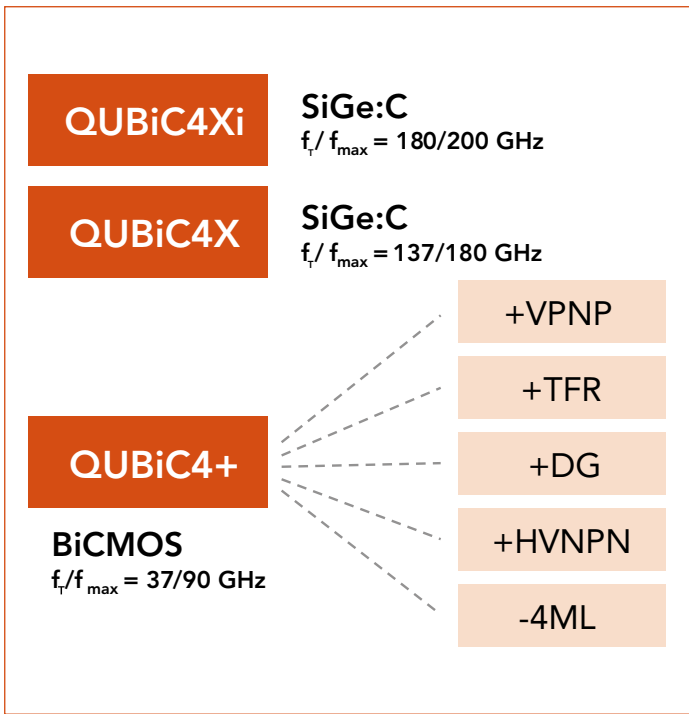 QUBiC4Xi
SiGe:C
fT/ fmax = 180/200 GHz
QUBiC4X
SiGe:C
fT/ fmax = 137/180 GHz
+VPNP
+TFR
QUBiC4+
+DG
BiCMOS
fT/f max = 37/90 GHz
+HVNPN
-4ML